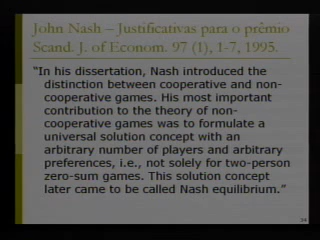 John Nash – Justificativas para o prêmio
Scand. J. of Econom. 97 (1), 1-7, 1995.
“In his dissertation, Nash introduced the
distinction between cooperative and non-
cooperative games. His most important
contribution to the theory of non-
cooperative games was to formulate a
universal solution concept with an
arbitrary number of players and arbitrary
preferences, i.e., not solely for two-person
zero-sum games. This solution concept
later came to be called Nash equilibrium.”